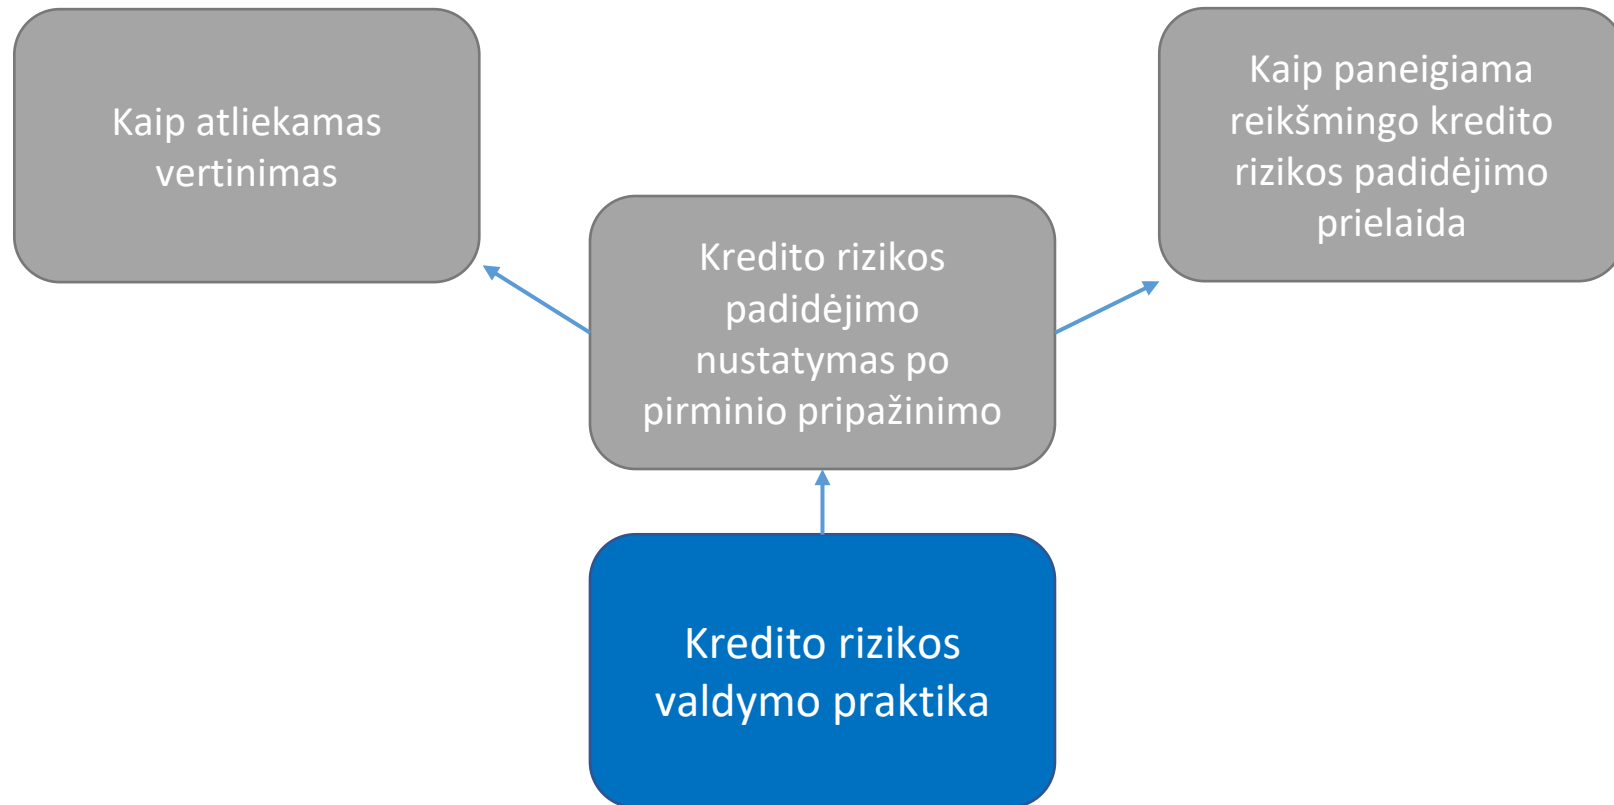 Kaip atliekamas
vertinimas
Kaip paneigiama
reikšmingo kredito
rizikos padidėjimo
prielaida
Kredito rizikos
padidėjimo
nustatymas po
pirminio pripažinimo
Kredito rizikos
valdymo praktika